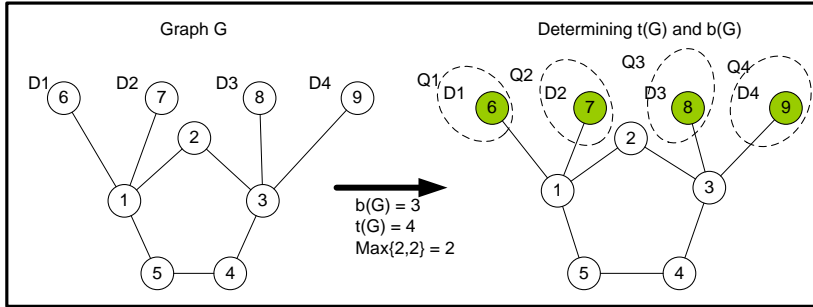 Graph G
Determining t(G) and b(G)
D1
D2
D3
D4
6
7
8
9
2
1
3
5
4
b(G) = 3
t(G) = 4
Max{2,2} = 2
Q1
Q2
Q3
Q4
D1
D2
D3
D4
6
7
8
9
2
1
3
5
4